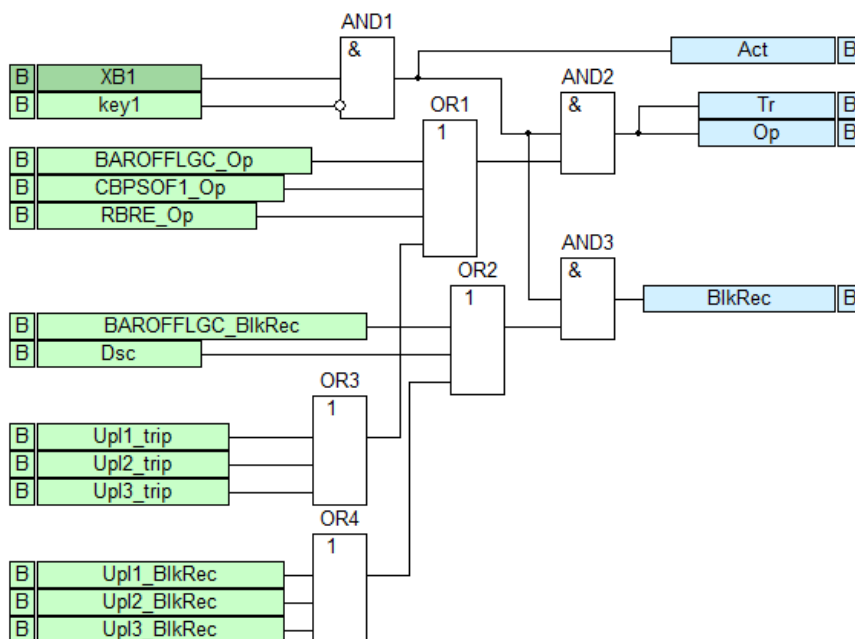 AND1
&
B XB1
B key1
Act B
AND2
&
OR1
1
Tr B
Op B
B BAROFFLGC_Op
B CBPSOF1_Op
B RBRE_Op
AND3
&
OR2
1
BlkRec B
B BAROFFLGC_BlkRec
B Dsc
OR3
1
B Upl1_trip
B Upl2_trip
B Upl3_trip
OR4
1
B Upl1_BlkRec
B Upl2_BlkRec
B Upl3_BlkRec